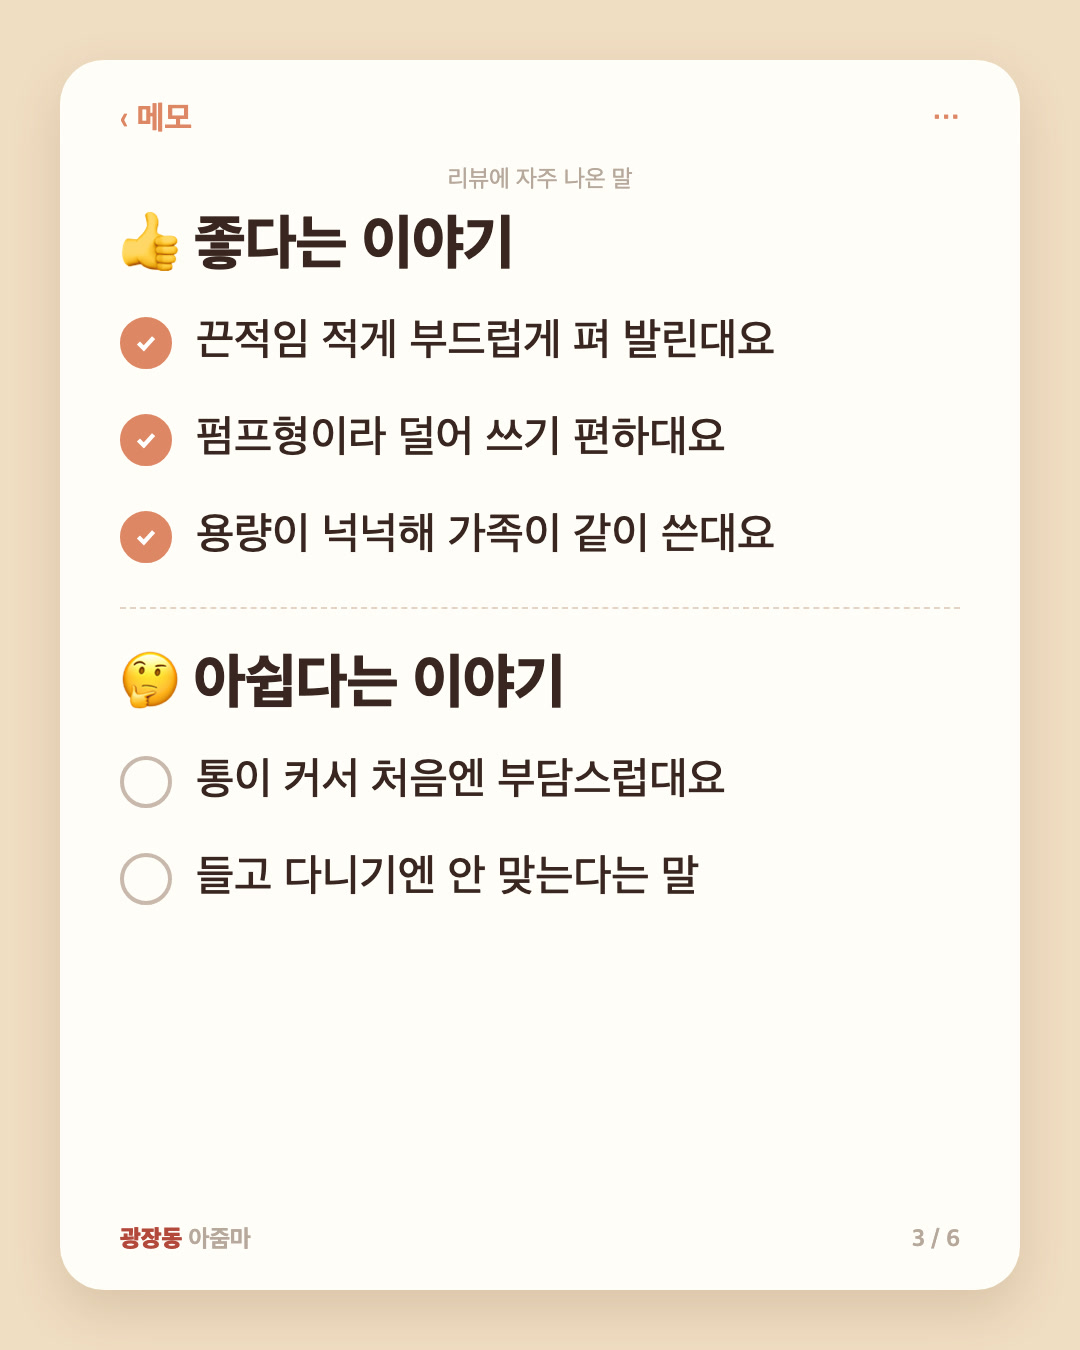 ‹ 메모
···
리뷰에 자주 나온 말
👍 좋다는 이야기
끈적임 적게 부드럽게 펴 발린대요
펌프형이라 덜어 쓰기 편하대요
용량이 넉넉해 가족이 같이 쓴대요
🤔 아쉽다는 이야기
통이 커서 처음엔 부담스럽대요
들고 다니기엔 안 맞는다는 말
광장동 아줌마
3 / 6